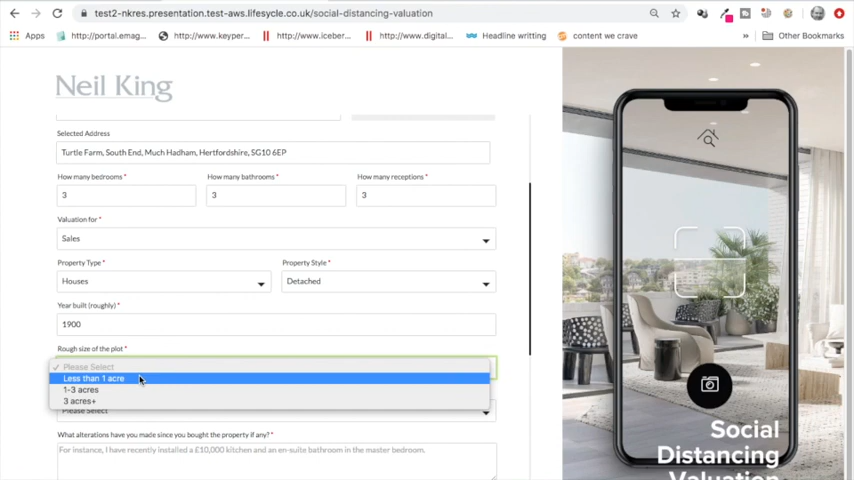 test2-nkres.presentation.test-aws.lifesycle.co.uk/social-distancing-valuation
Apps http://portal.emag... http://www.keyper... http://www.iceber... http://www.digital... Headline writting content we crave » Other Bookmarks
Neil King
Selected Address
Turtle Farm, South End, Much Hadham, Hertfordshire, SG10 6EP
How many bedrooms * How many bathrooms * How many receptions *
3 3 3
Valuation for *
Sales
Property Type * Property Style *
Houses Detached
Year built (roughly) *
1900
Rough size of the plot *
✓ Please Select
Less than 1 acre
1-3 acres
3 acres+
Please Select
What alterations have you made since you bought the property if any? *
For instance, I have recently installed a £10,000 kitchen and an en-suite bathroom in the master bedroom.
Social
Distancing
Valuation